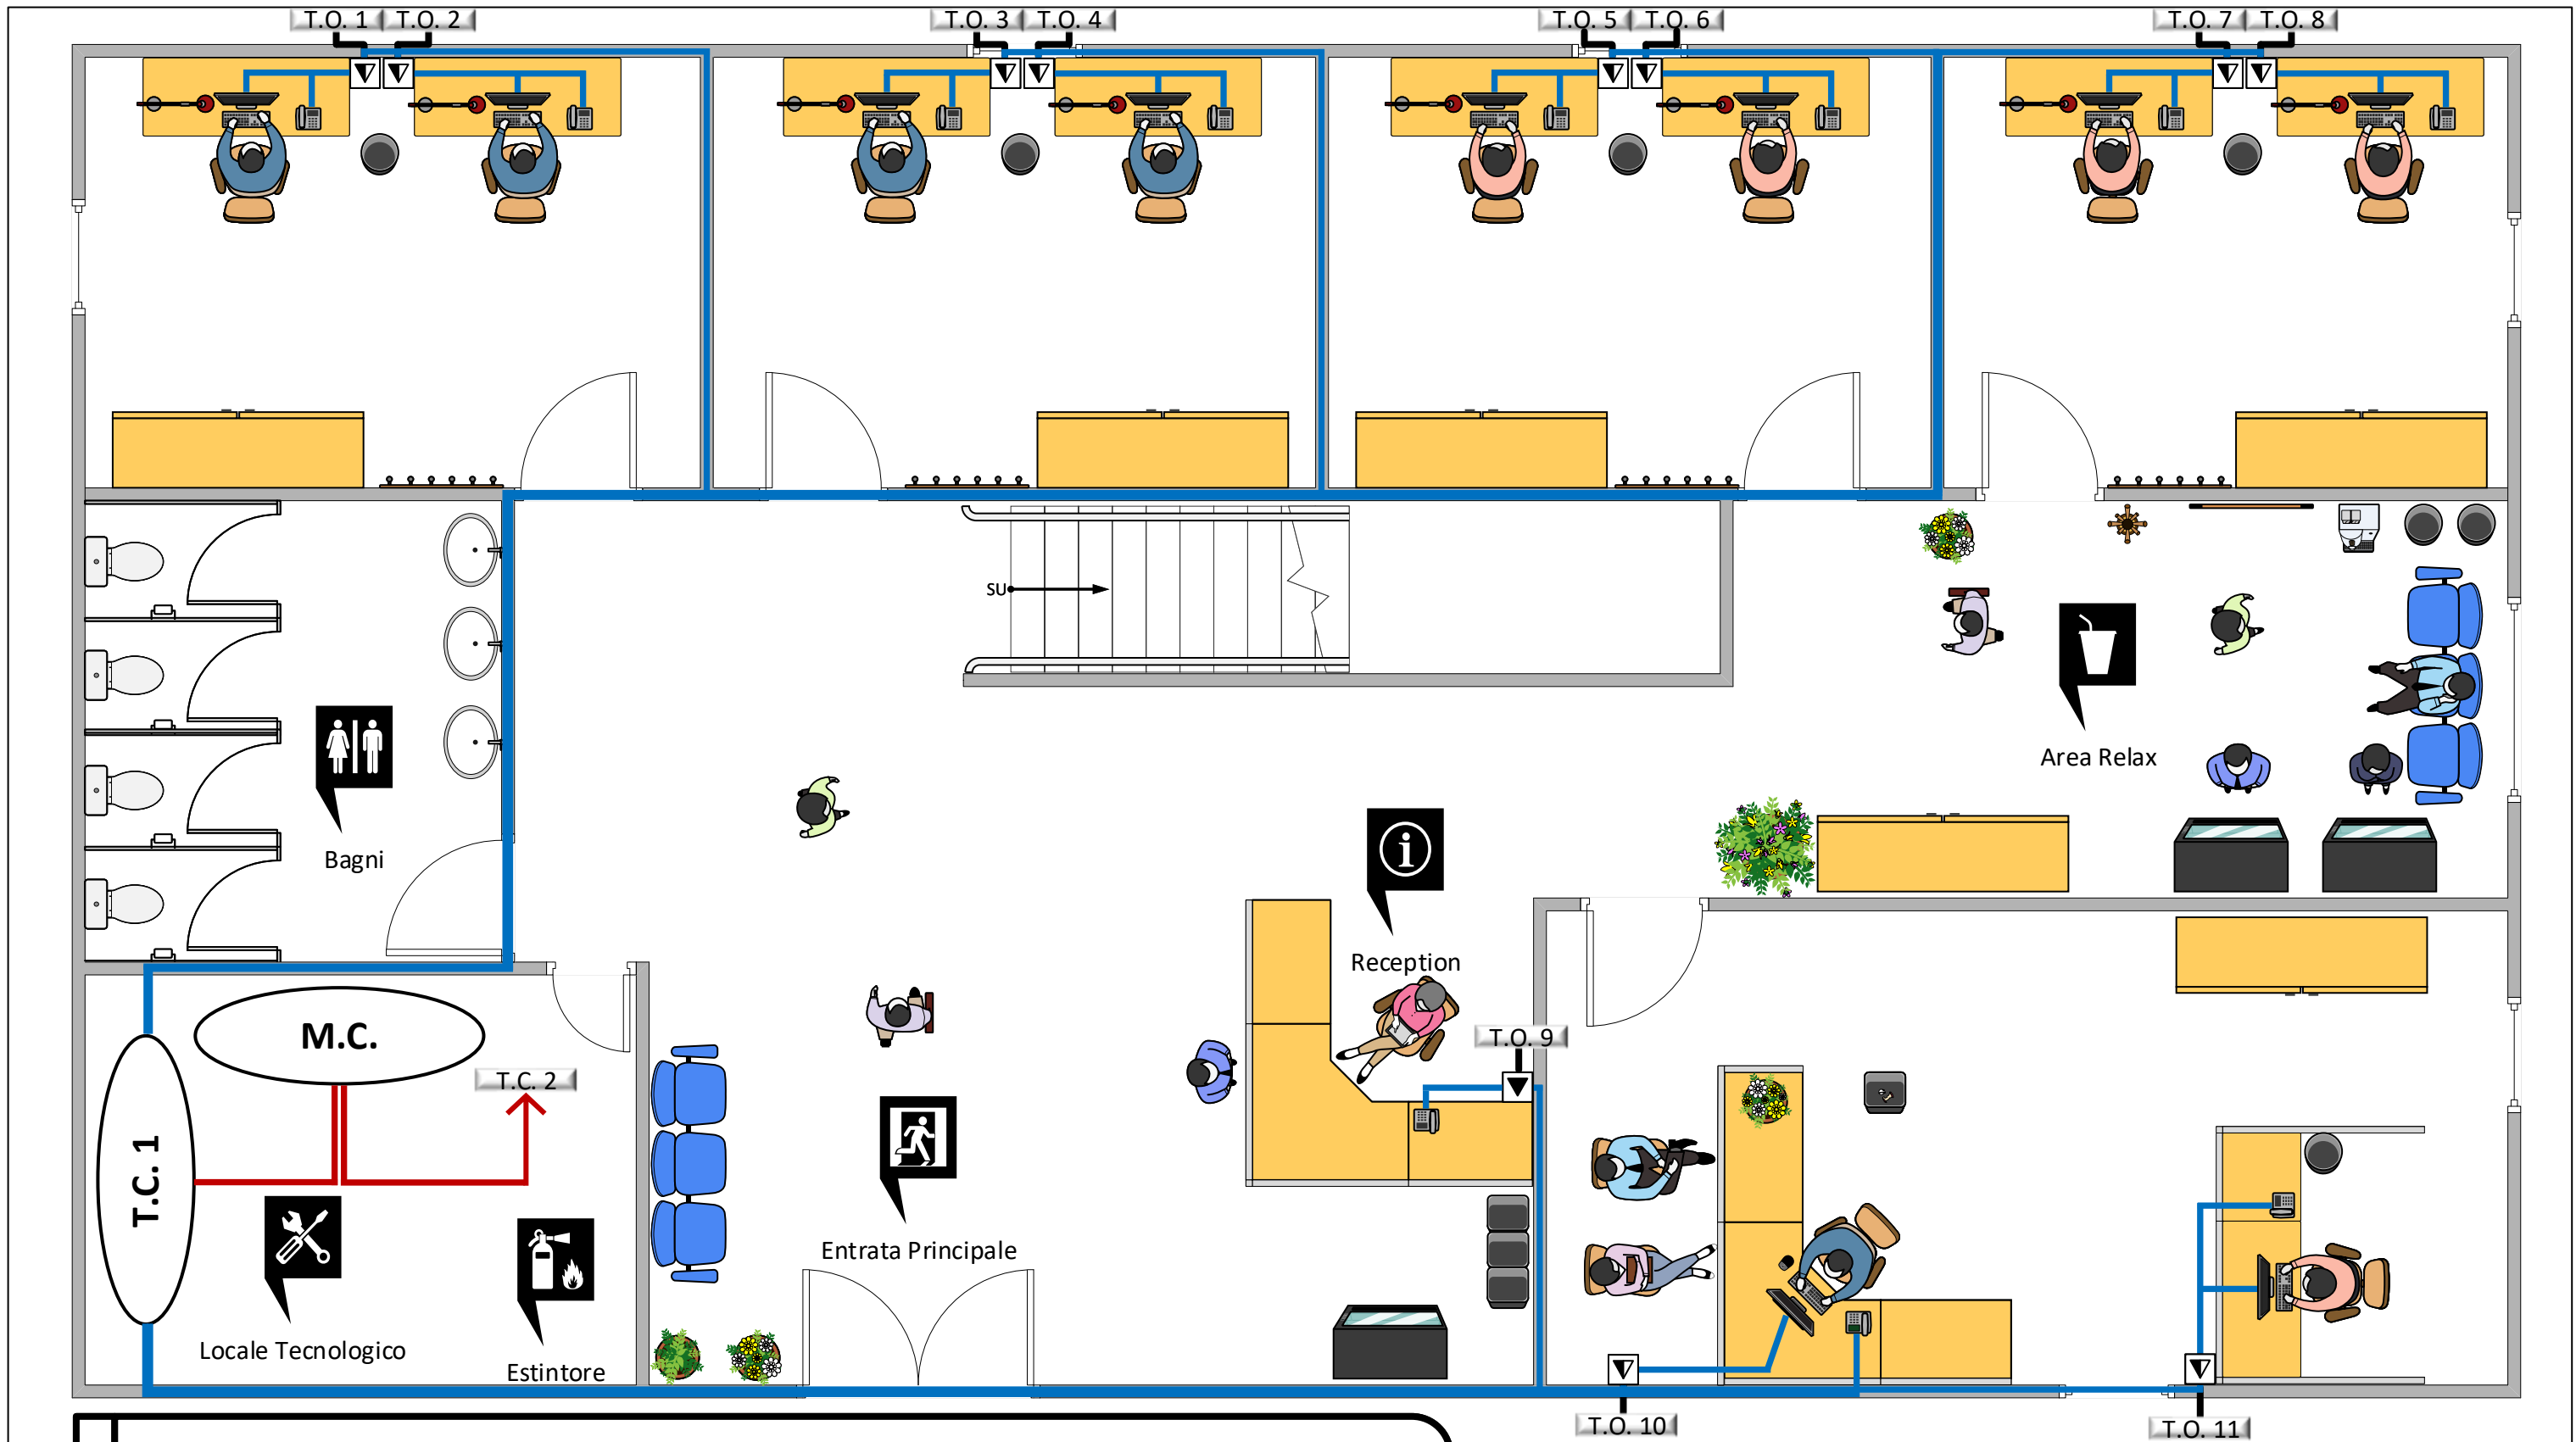 T.O. 1
T.O. 2
T.O. 3
T.O. 4
T.O. 5
T.O. 6
T.O. 7
T.O. 8
SU
Area Relax
Bagni
Reception
T.O. 9
M.C.
T.C. 2
T.C. 1
Entrata Principale
Locale Tecnologico
Estintore
T.O. 10
T.O. 11